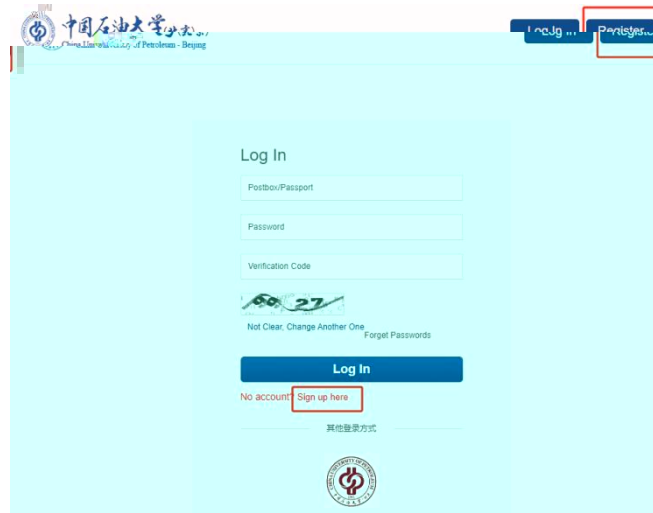 中国石油大学(北京)
China University of Petroleum - Beijing
Log In
Register
Log In
Postbox/Passport
Password
Verification Code
Not Clear, Change Another One
Forget Passwords
Log In
No account? Sign up here
其他登录方式